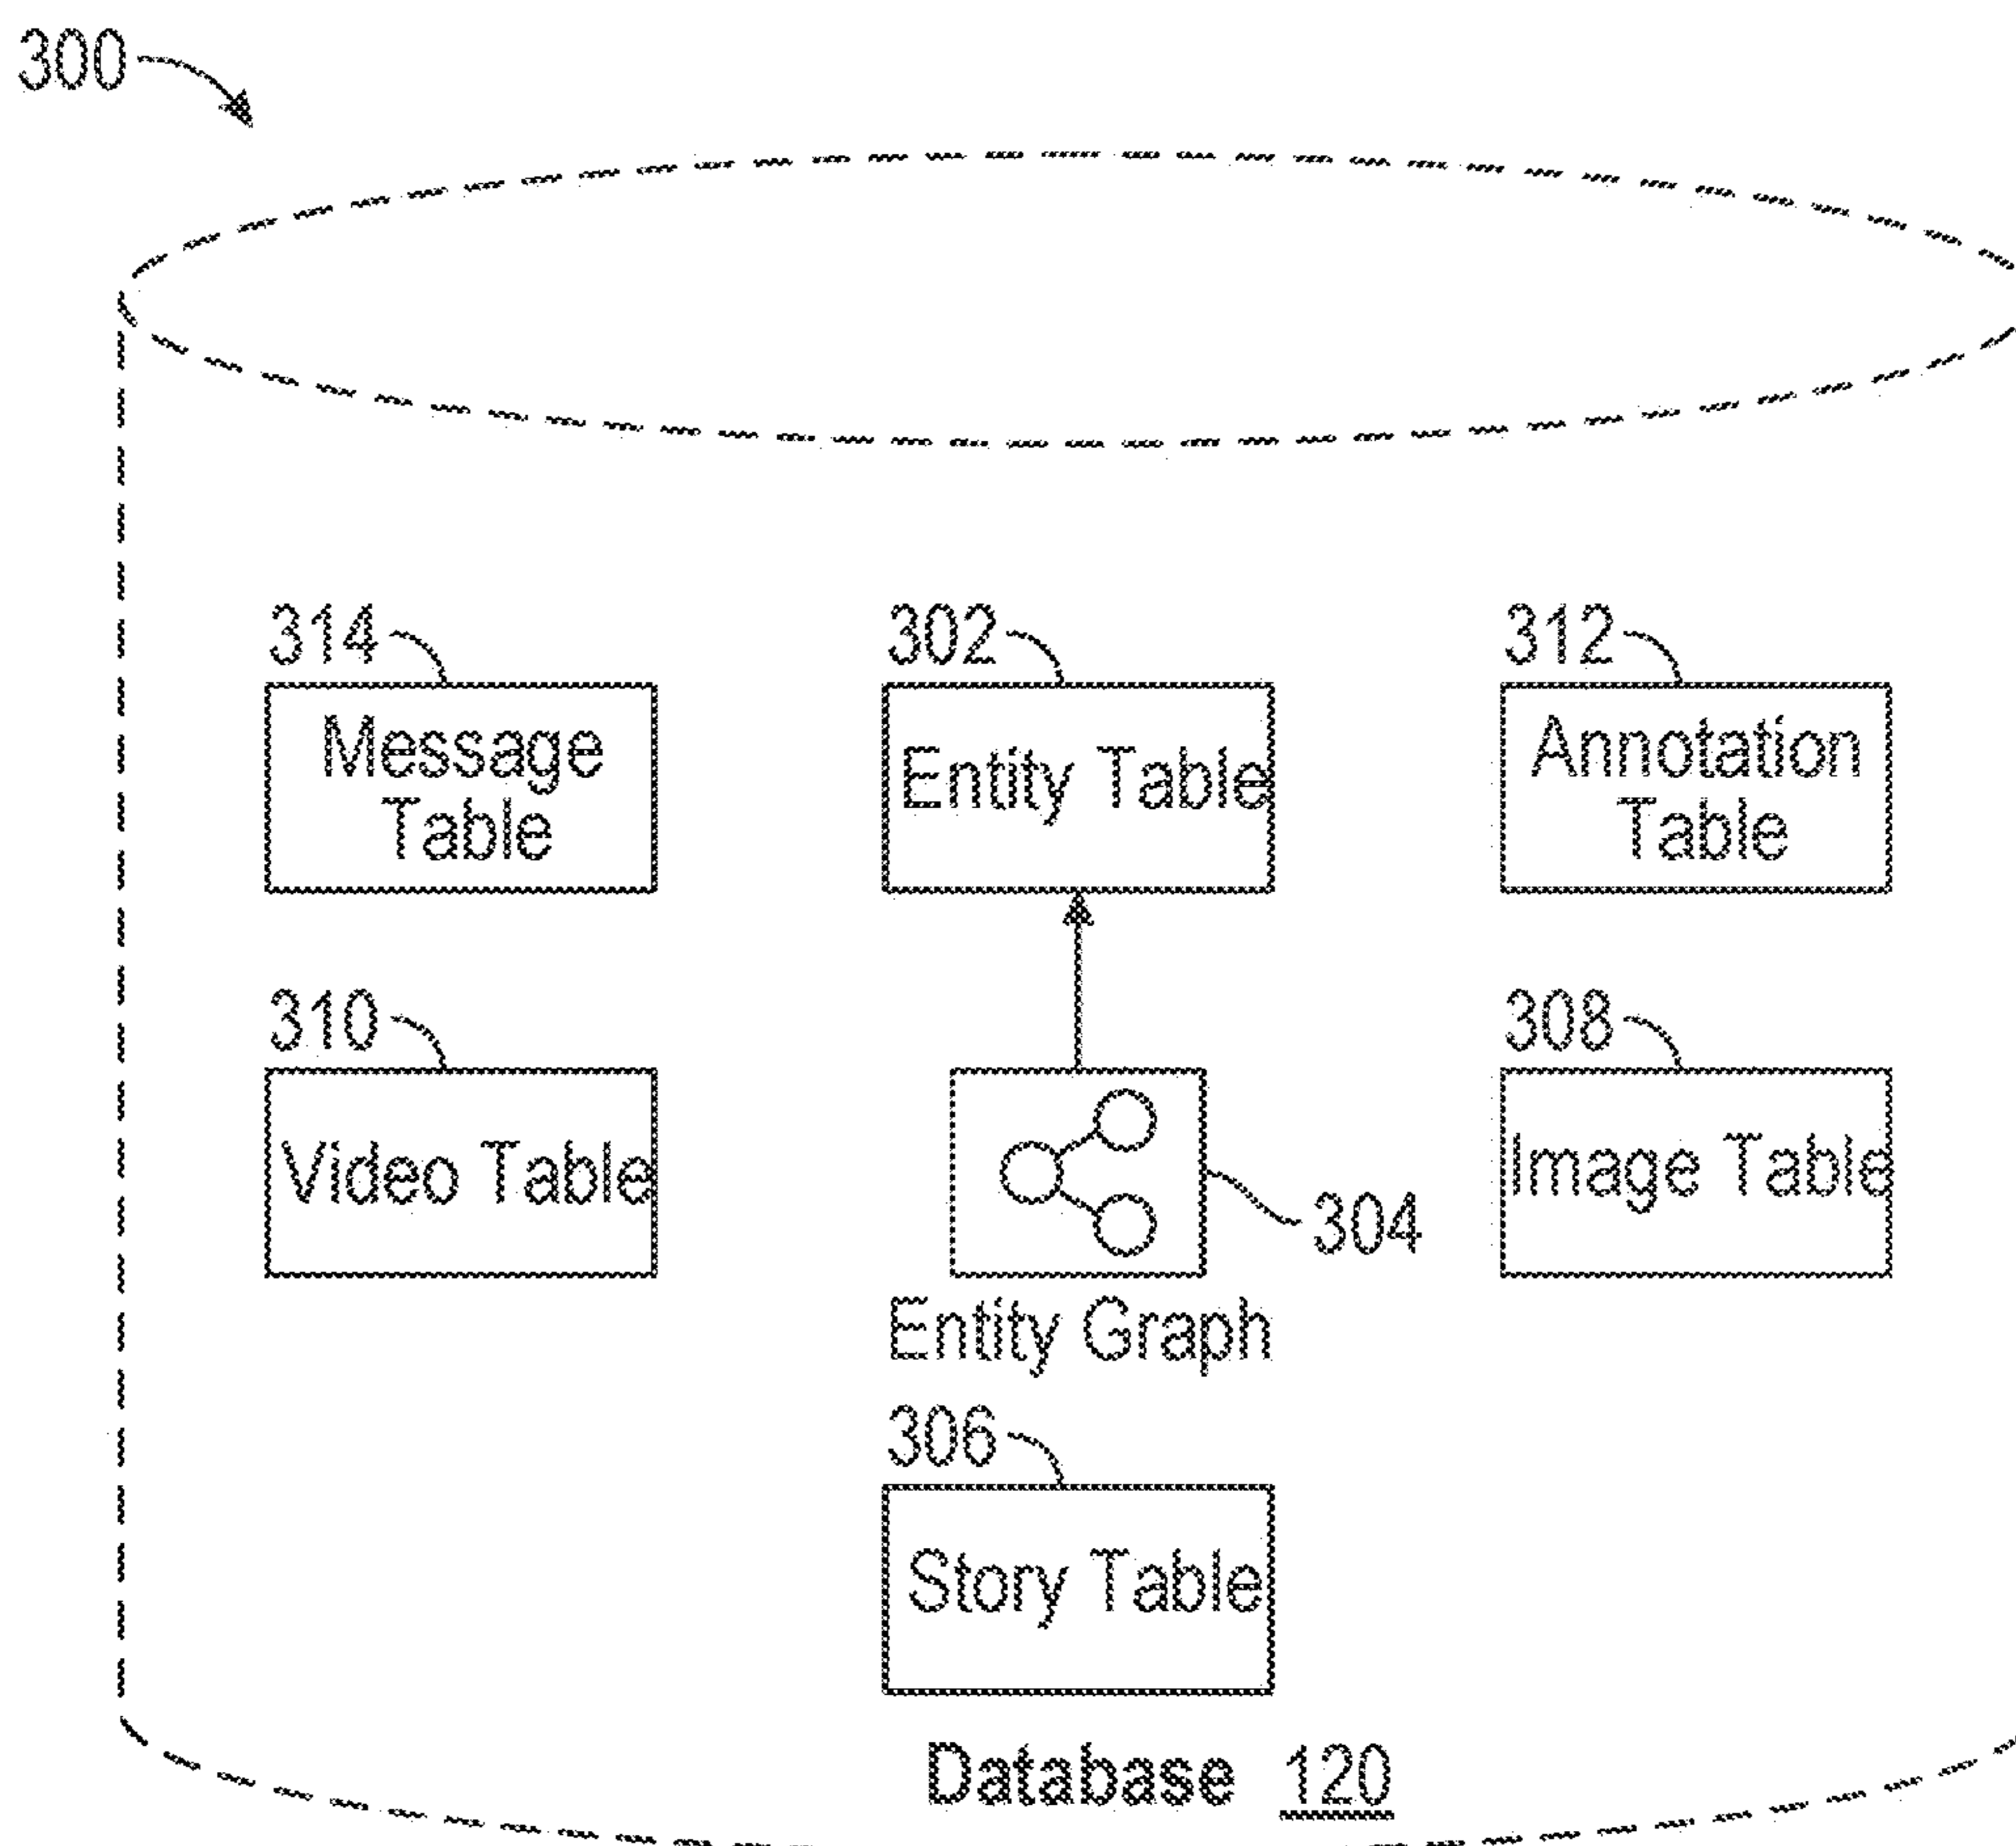 300
314
302
312
Message
Table
Entity Table
Annotation
Table
310
308
Video Table
304
Image Table
Entity Graph
306
Story Table
Database 120